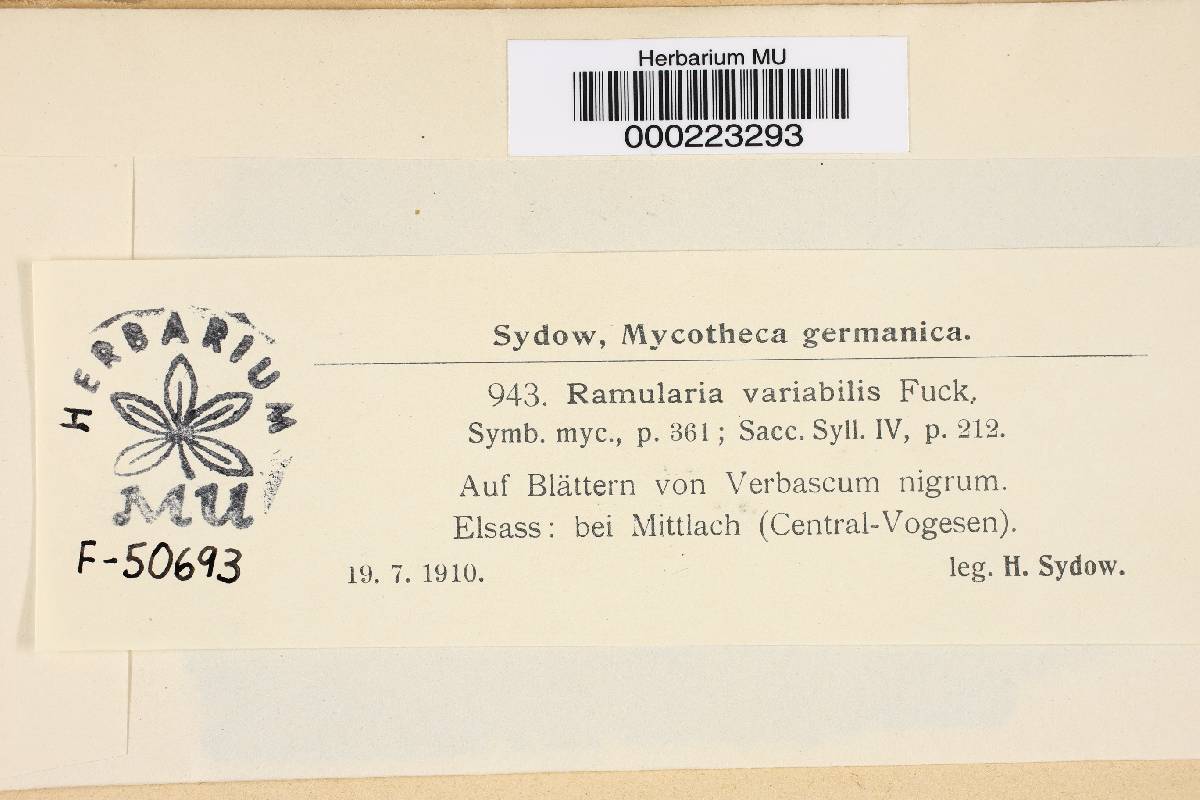 Herbarium MU
000223293
HERBARIUM
MU
F-50693
Sydow, Mycotheca germanica.
943. Ramularia variabilis Fuck,
Symb. myc., p. 361; Sacc. Syll. IV, p. 212.
Auf Blättern von Verbascum nigrum.
Elsass: bei Mittlach (Central-Vogesen).
19. 7. 1910. leg. H. Sydow.